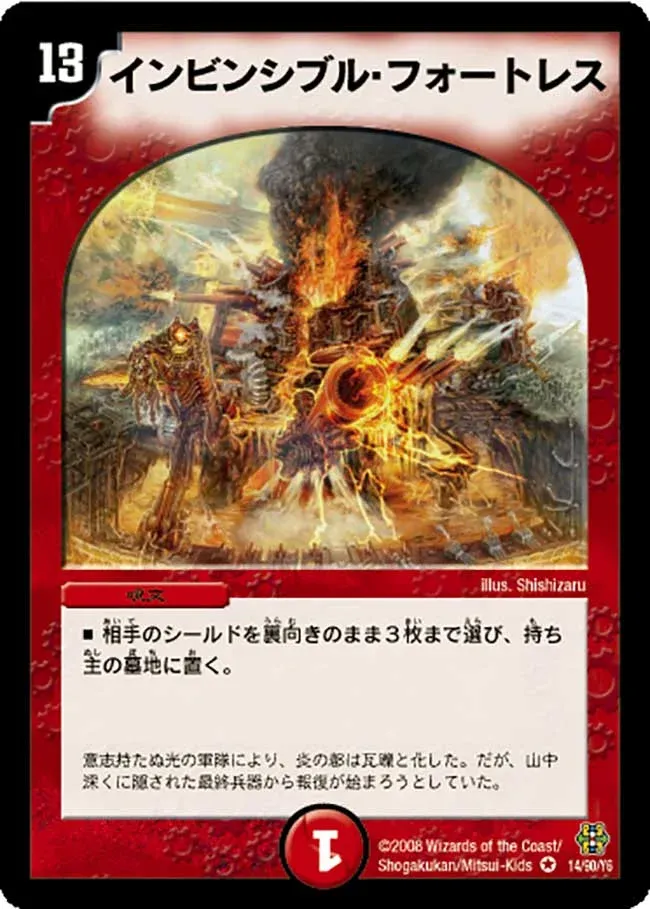 13
インビンシブル・フォートレス
illus. Shishizaru
呪文
■ 相手のシールドを裏向きのまま3枚まで選び、持ち
主の墓地に置く。
意志持たぬ光の軍隊により、炎の都は瓦礫と化した。だが、山中
深くに隠された最終兵器から報復が始まろうとしていた。
1
©2008 Wizards of the Coast/
Shogakukan/Mitsui-Kids
14/90/Y6